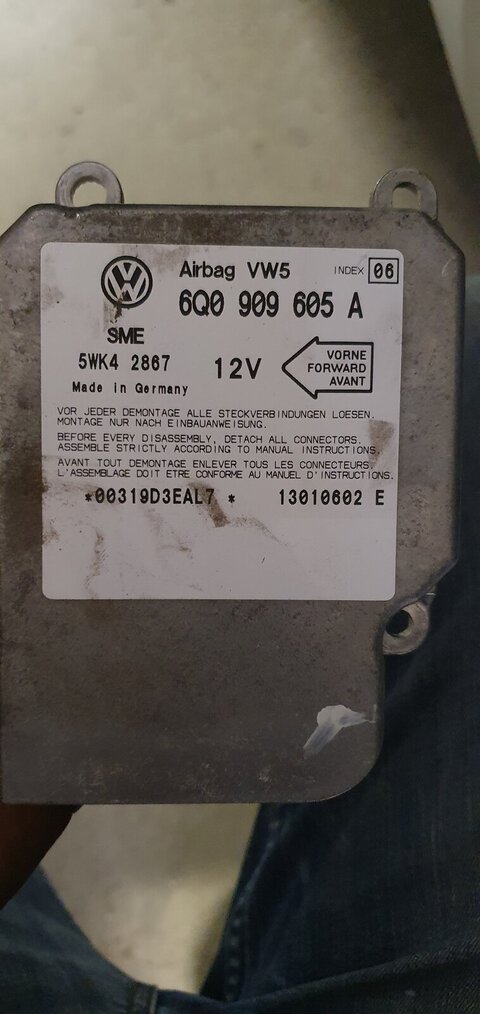 Airbag VW5 INDEX 06
6Q0 909 605 A
SME
5WK4 2867 12V
Made in Germany
VORNE
FORWARD
AVANT
VOR JEDER DEMONTAGE ALLE STECKVERBINDUNGEN LOESEN.
MONTAGE NUR NACH EINBAUANWEISUNG.
BEFORE EVERY DISASSEMBLY, DETACH ALL CONNECTORS.
ASSEMBLE STRICTLY ACCORDING TO MANUAL INSTRUCTIONS.
AVANT TOUT DEMONTAGE ENLEVER TOUS LES CONNECTEURS.
L'ASSEMBLAGE DOIT ETRE CONFORME AU MANUEL D'INSTRUCTIONS.
*00319D3EAL7 * 13010602 E